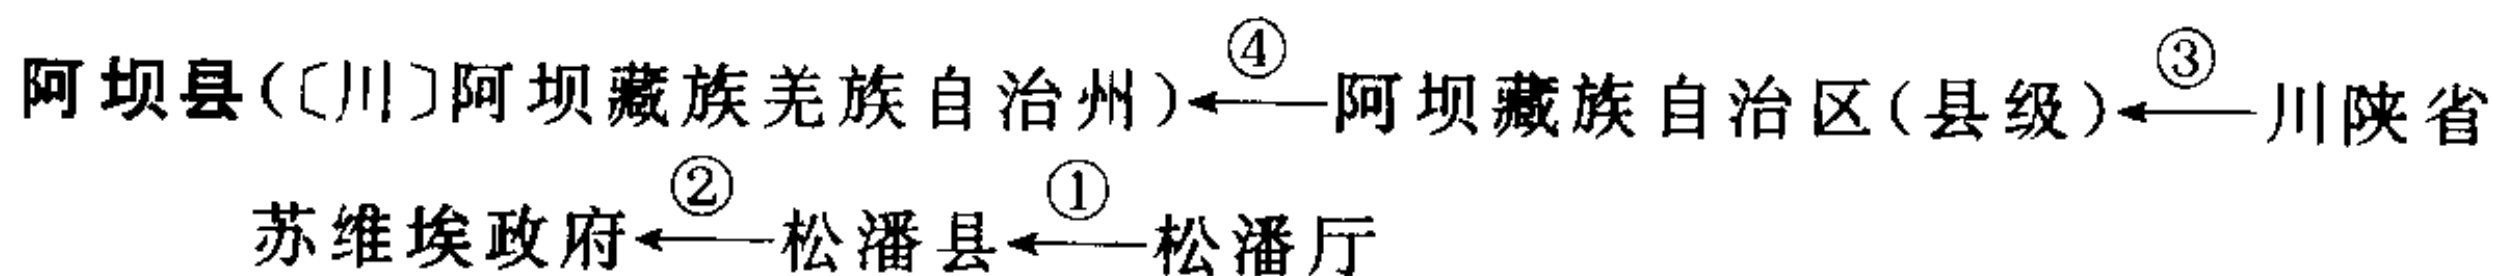 阿坝县(〔川〕阿坝藏族羌族自治州)←④阿坝藏族自治区(县级)←③川陕省
苏维埃政府←②松潘县←①松潘厅